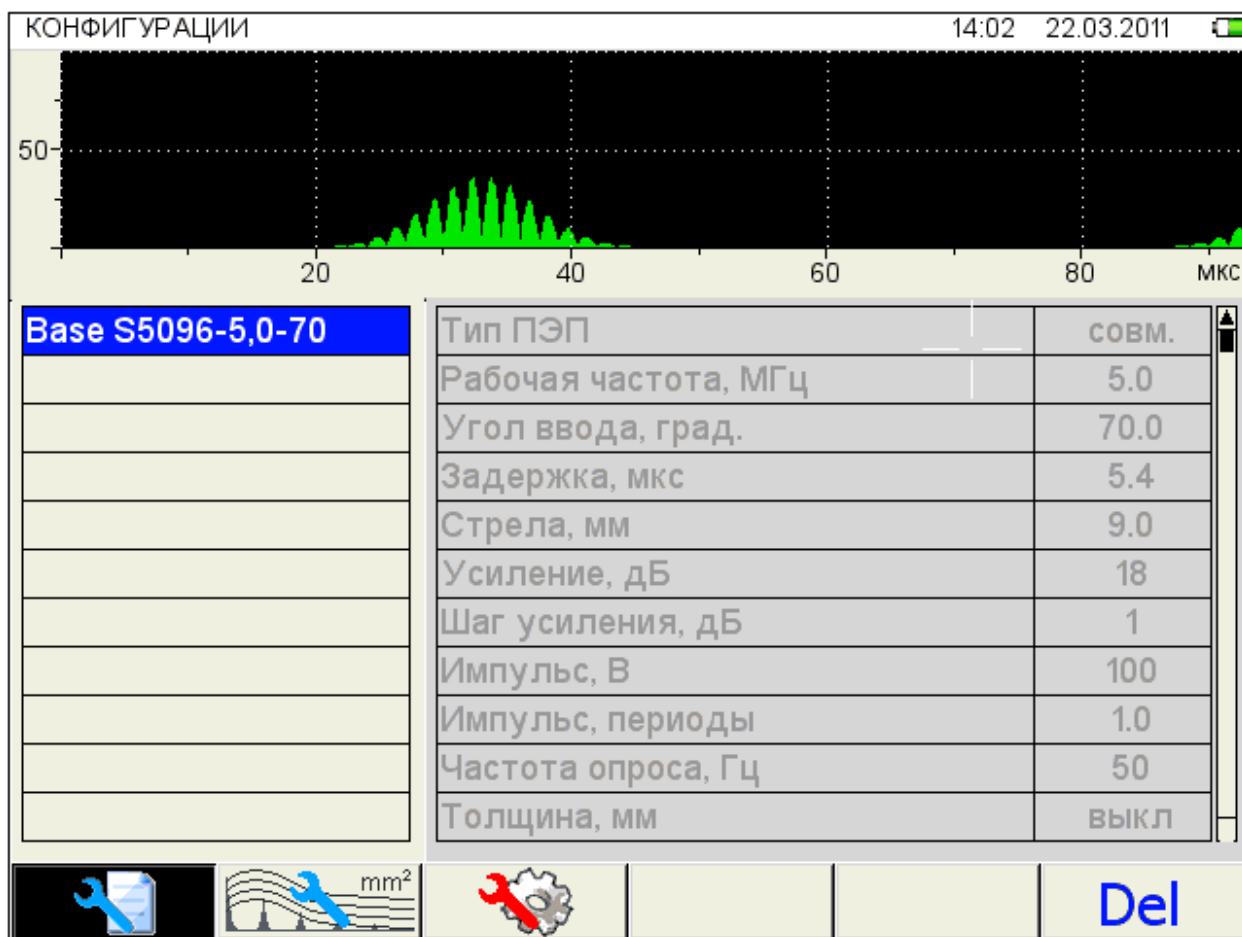 КОНФИГУРАЦИИ 14:02 22.03.2011
50
20 40 60 80 мкс
Base S5096-5,0-70
Тип ПЭП совм.
Рабочая частота, МГц 5.0
Угол ввода, град. 70.0
Задержка, мкс 5.4
Стрела, мм 9.0
Усиление, дБ 18
Шаг усиления, дБ 1
Импульс, В 100
Импульс, периоды 1.0
Частота опроса, Гц 50
Толщина, мм выкл
mm²
Del